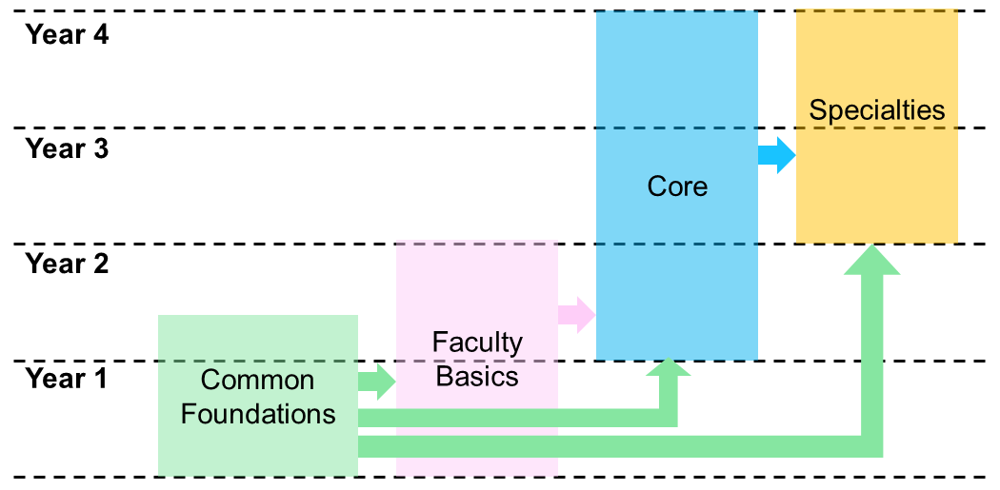 Year 4
Specialties
Year 3
Core
Year 2
Faculty
Basics
Year 1
Common
Foundations